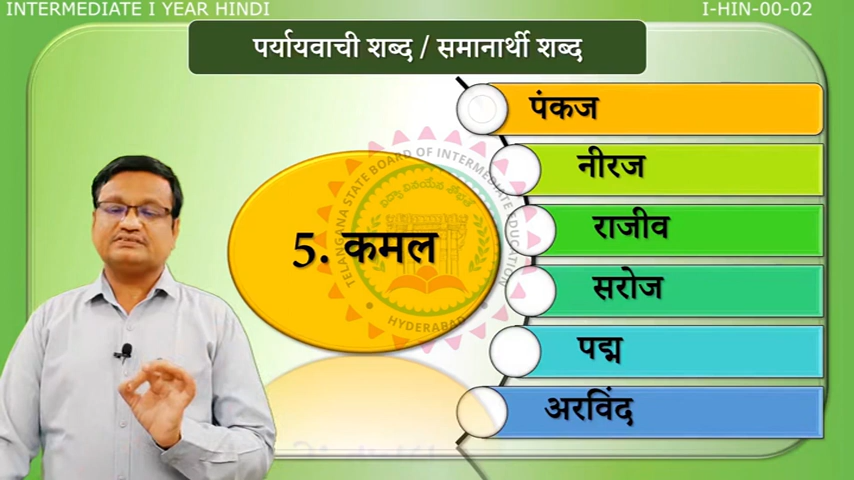 INTERMEDIATE I YEAR HINDI
I-HIN-00-02
पर्यायवाची शब्द / समानार्थी शब्द
पंकज
नीरज
5. कमल
राजीव
सरोज
पद्म
अरविंद
TELANGANA STATE BOARD OF INTERMEDIATE EDUCATION
HYDERABAD